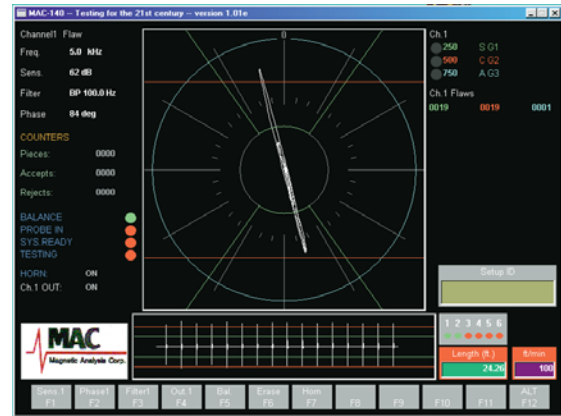 MAC-140 -- Testing for the 21st century -- version 1.01e
Channel1 Flaw
Freq. 5.0 kHz
Sens. 62 dB
Filter BP 100.0 Hz
Phase 84 deg
COUNTERS
Pieces: 0000
Accepts: 0000
Rejects: 0000
BALANCE
PROBE IN
SYS.READY
TESTING
HORN: ON
Ch.1 OUT: ON
0
Ch.1
250 S G1
500 C G2
750 A G3
Ch.1 Flaws
0019 0019 0001
Setup ID
MAC
Magnetic Analysis Corp.
1 2 3 4 5 6
Length (ft.) ft/min
24.26 100
Sens.1 Phase1 Filter1 Out 1 Bal. Erase Horn ALT
F1 F2 F3 F4 F5 F6 F7 F8 F9 F10 F11 F12